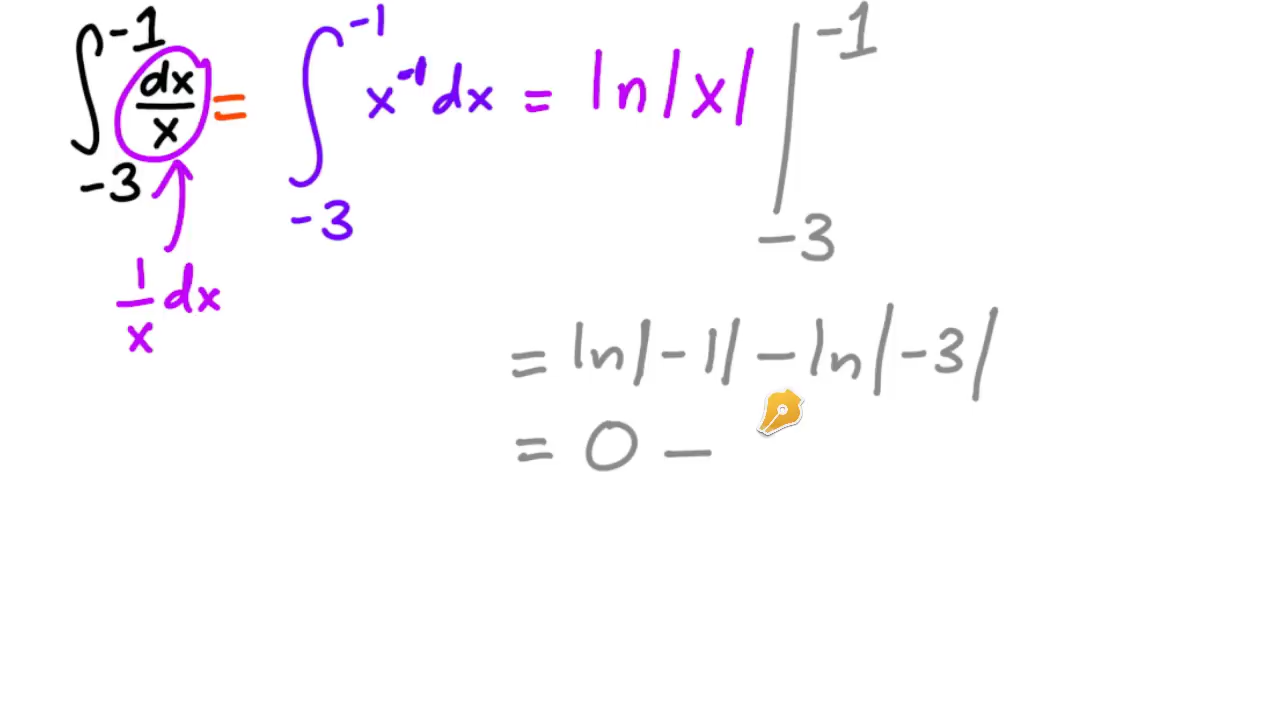 ∫_{-3}^{-1} dx/x = ∫_{-3}^{-1} x^{-1} dx = ln|x| |_{-3}^{-1}
1/x dx
= ln|-1| - ln|-3|
= 0 -